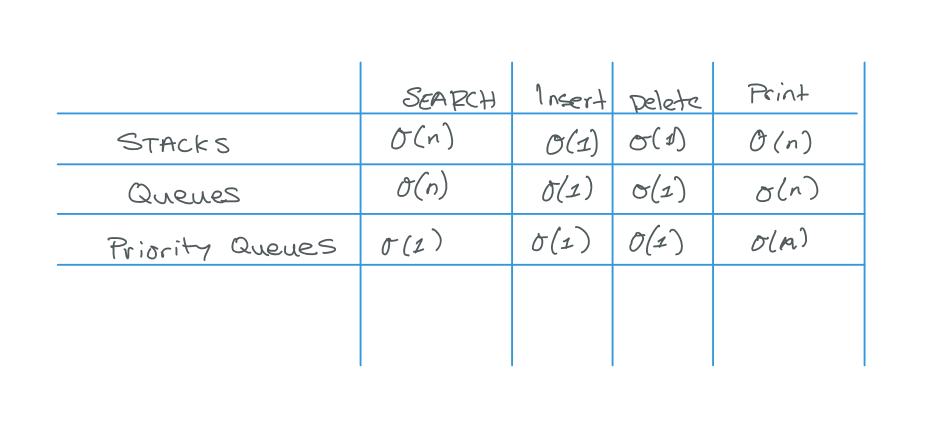 SEARCH Insert Delete Print
STACKS O(n) O(1) O(1) O(n)
Queues O(n) O(1) O(1) O(n)
Priority Queues O(1) O(1) O(1) O(n)